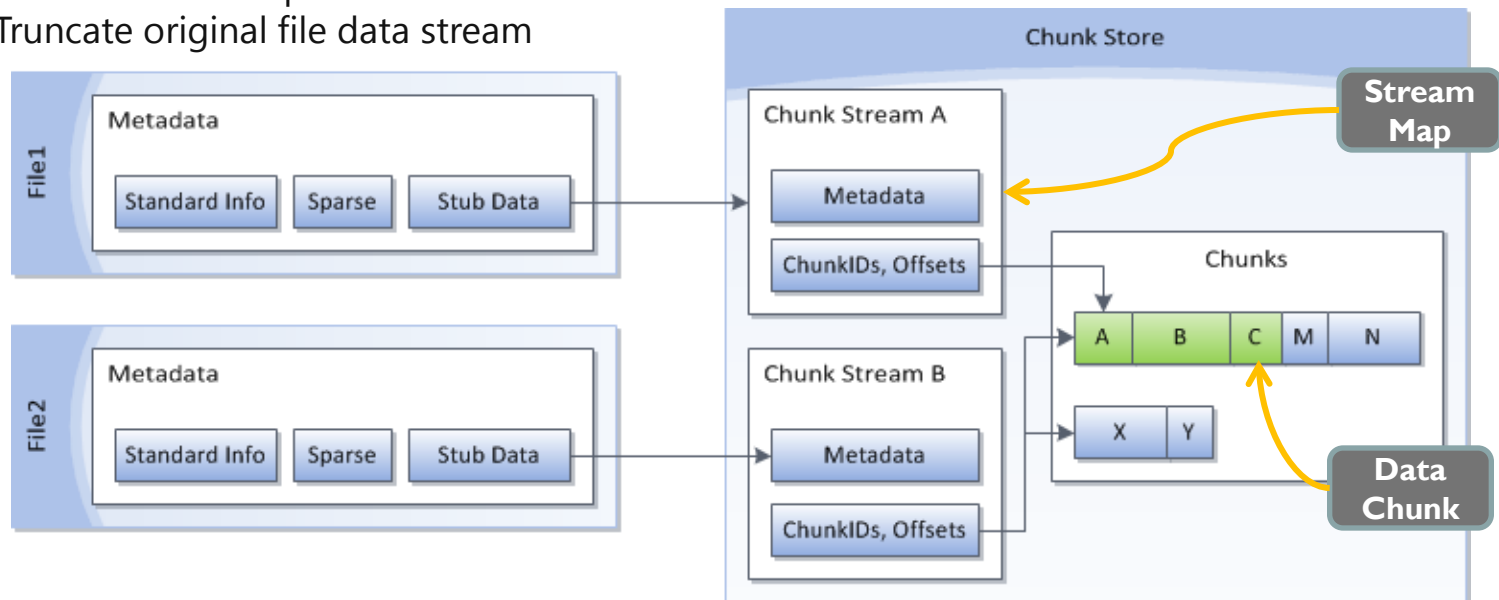 Truncate original file data stream
Chunk Store
Stream
Map
File1
Metadata
Standard Info
Sparse
Stub Data
Chunk Stream A
Metadata
ChunkIDs, Offsets
Chunks
A
B
C
M
N
X
Y
File2
Metadata
Standard Info
Sparse
Stub Data
Chunk Stream B
Metadata
ChunkIDs, Offsets
Data
Chunk